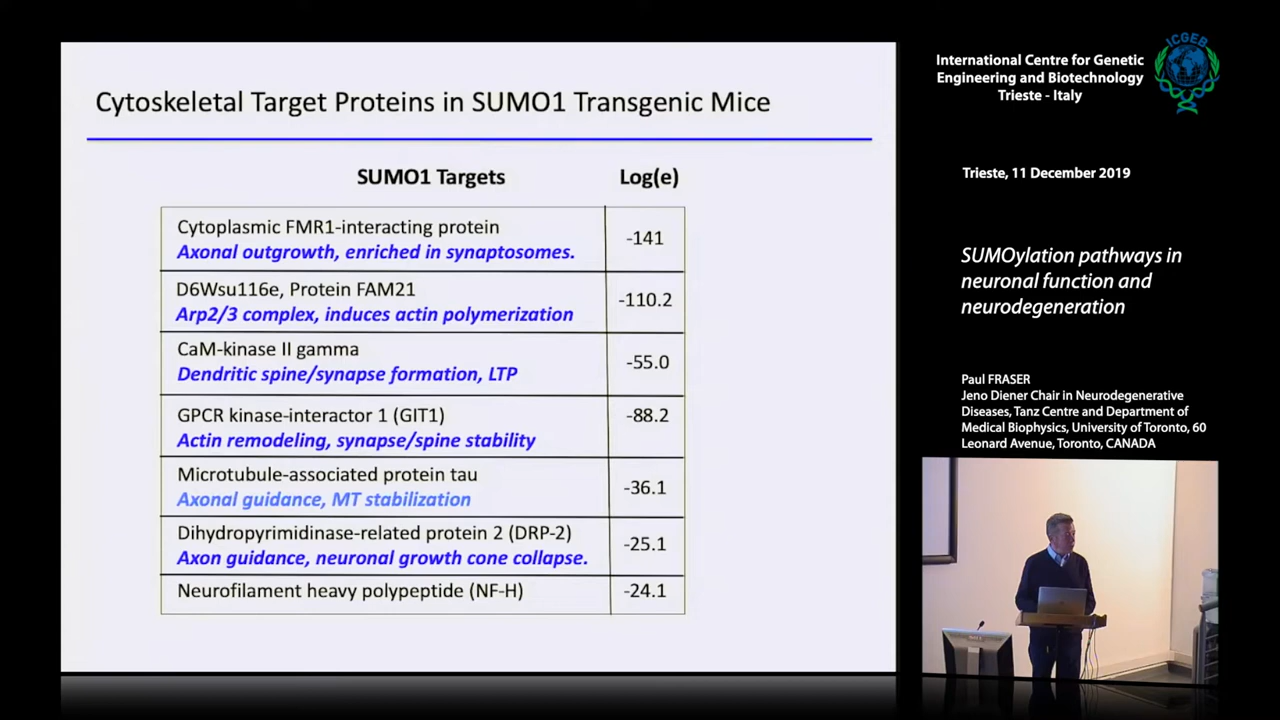 Cytoskeletal Target Proteins in SUMO1 Transgenic Mice
SUMO1 Targets Log(e)
Cytoplasmic FMR1-interacting protein
Axonal outgrowth, enriched in synaptosomes.
-141
D6Wsu116e, Protein FAM21
Arp2/3 complex, induces actin polymerization
-110.2
CaM-kinase II gamma
Dendritic spine/synapse formation, LTP
-55.0
GPCR kinase-interactor 1 (GIT1)
Actin remodeling, synapse/spine stability
-88.2
Microtubule-associated protein tau
Axonal guidance, MT stabilization
-36.1
Dihydropyrimidinase-related protein 2 (DRP-2)
Axon guidance, neuronal growth cone collapse.
-25.1
Neurofilament heavy polypeptide (NF-H)
-24.1
International Centre for Genetic
Engineering and Biotechnology
Trieste - Italy
ICGEB
Trieste, 11 December 2019
SUMOylation pathways in
neuronal function and
neurodegeneration
Paul FRASER
Jeno Diener Chair in Neurodegenerative
Diseases, Tanz Centre and Department of
Medical Biophysics, University of Toronto, 60
Leonard Avenue, Toronto, CANADA